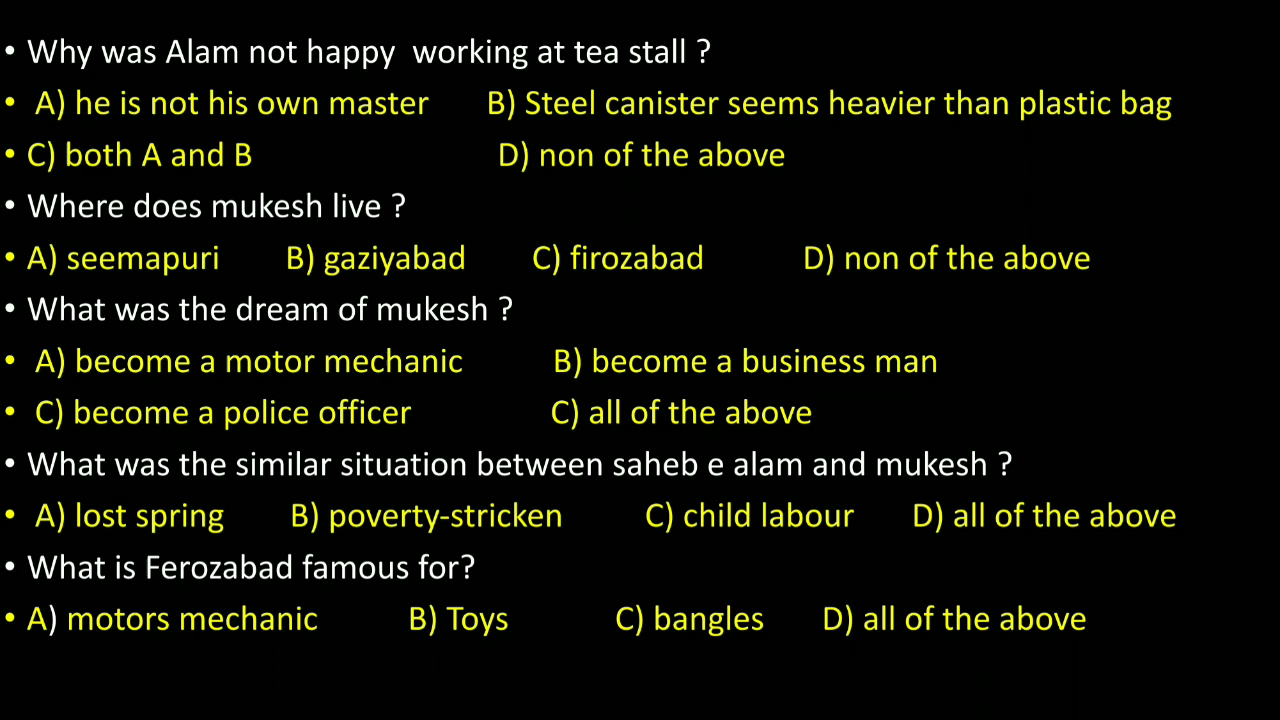 • Why was Alam not happy  working at tea stall ?
•  A) he is not his own master       B) Steel canister seems heavier than plastic bag
• C) both A and B                             D) non of the above
• Where does mukesh live ?
• A) seemapuri        B) gaziyabad        C) firozabad            D) non of the above
• What was the dream of mukesh ?
•  A) become a motor mechanic           B) become a business man
•  C) become a police officer                 C) all of the above
• What was the similar situation between saheb e alam and mukesh ?
•  A) lost spring        B) poverty-stricken          C) child labour       D) all of the above
• What is Ferozabad famous for?
• A) motors mechanic           B) Toys             C) bangles       D) all of the above